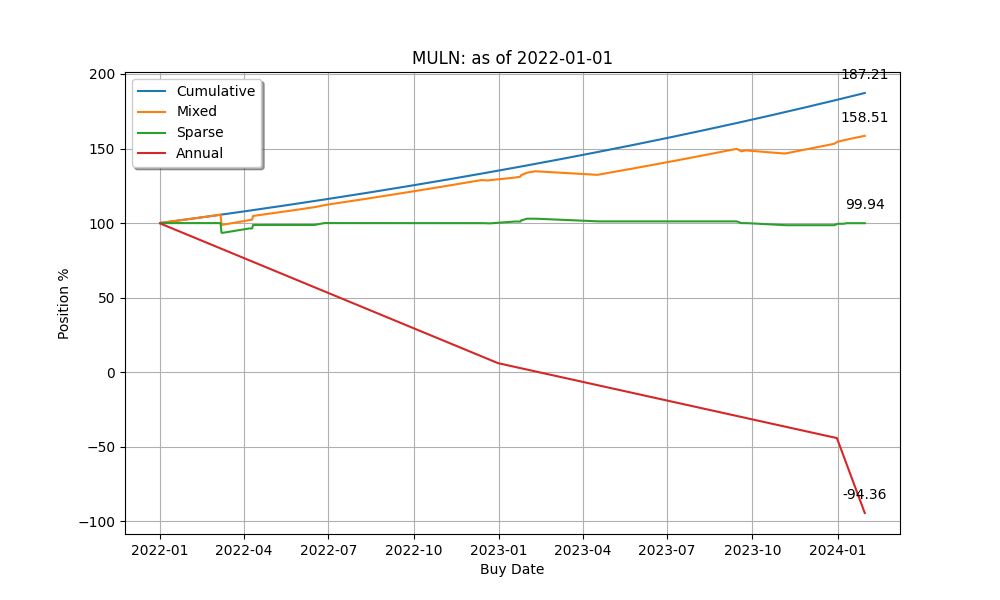 MULN: as of 2022-01-01
Cumulative
Mixed
Sparse
Annual
187.21
158.51
99.94
-94.36
200
150
100
50
0
−50
−100
Position %
2022-01 2022-04 2022-07 2022-10 2023-01 2023-04 2023-07 2023-10 2024-01
Buy Date